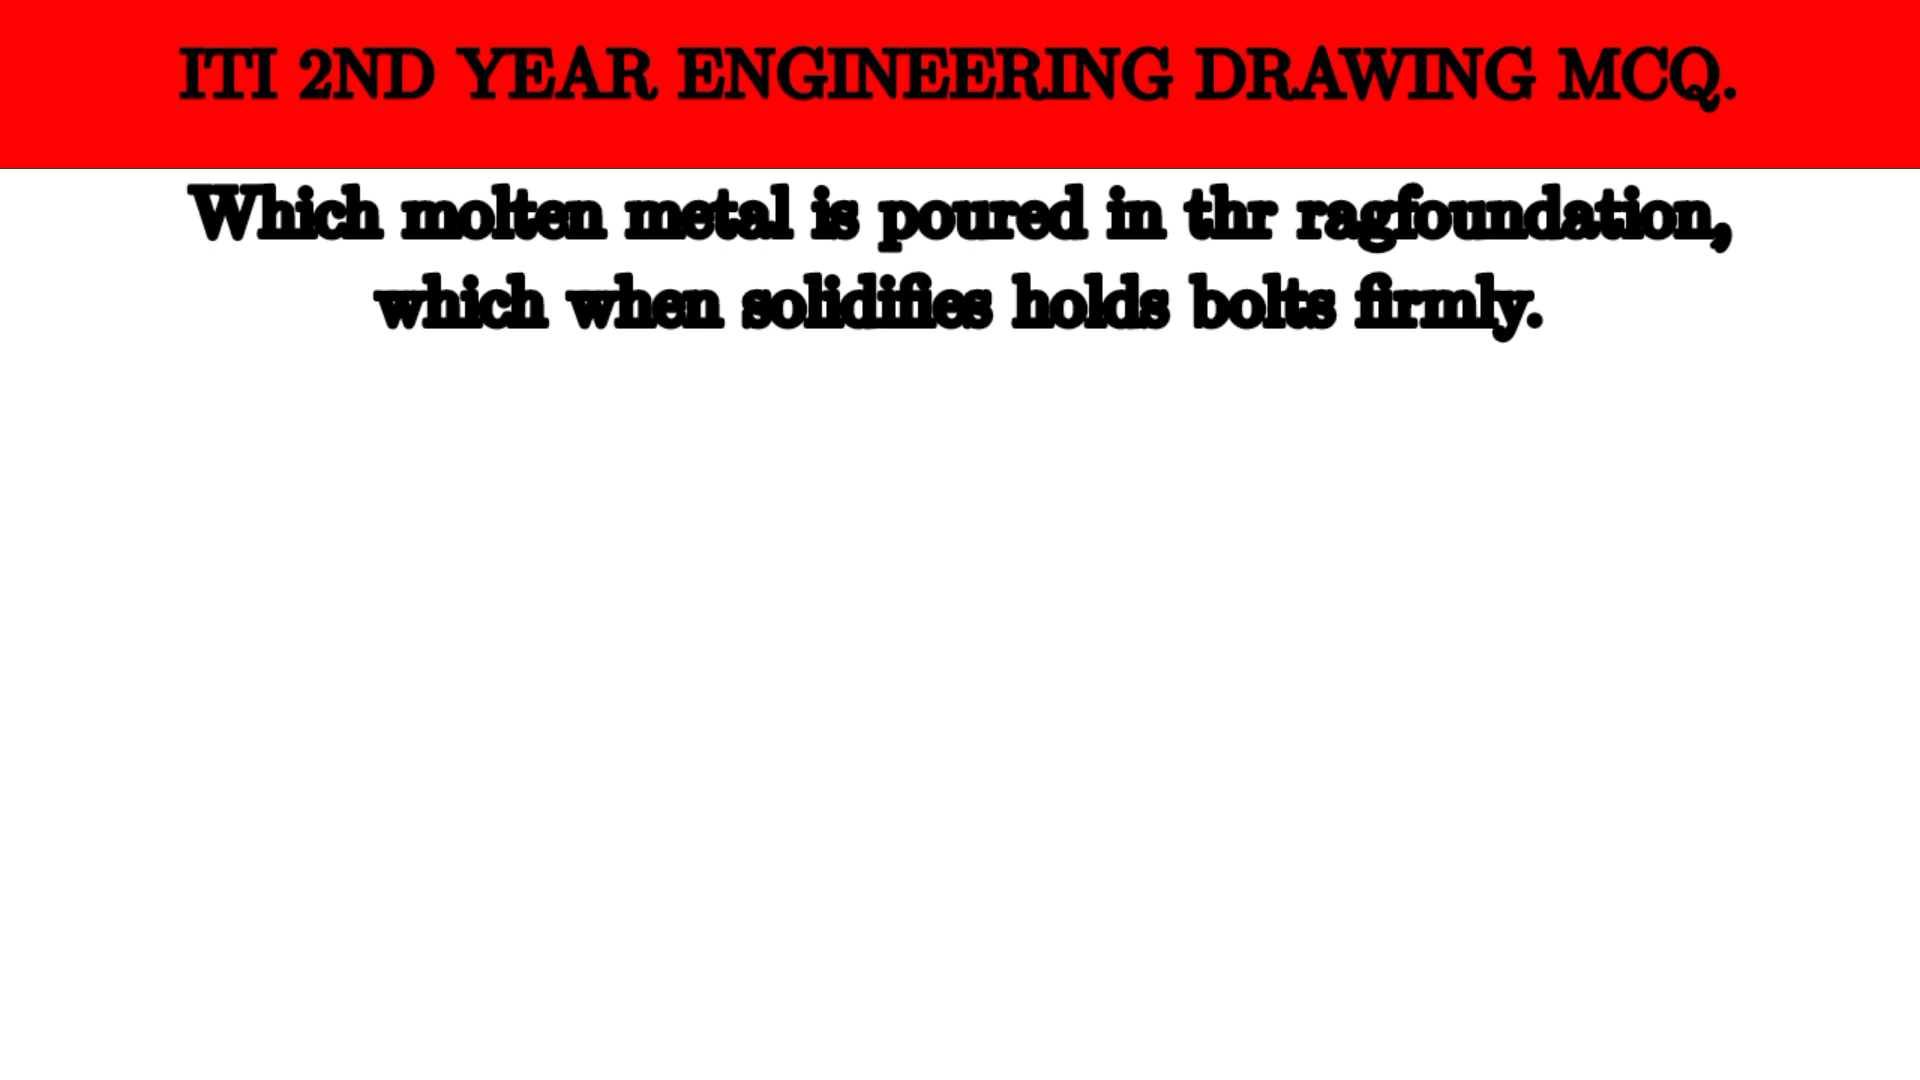 ITI 2ND YEAR ENGINEERING DRAWING MCQ.
Which molten metal is poured in thr ragfoundation,
which when solidifies holds bolts firmly.